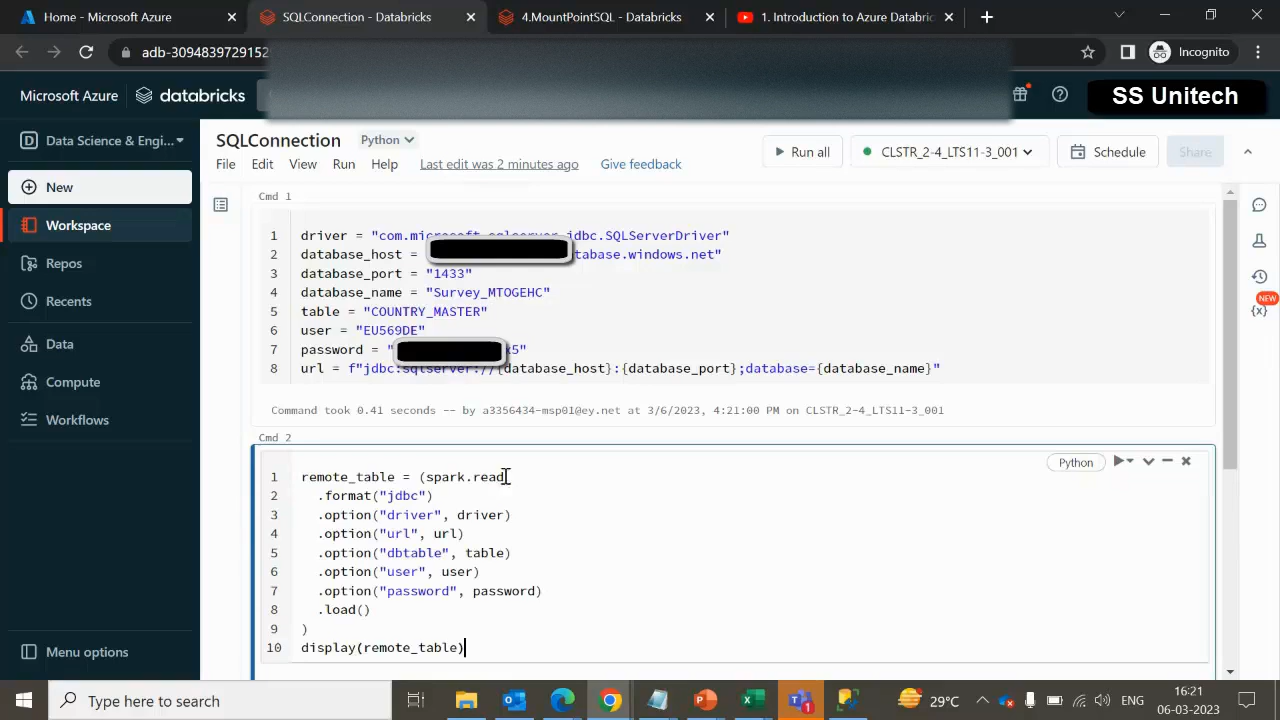 Home - Microsoft Azure
SQLConnection - Databricks
4.MountPointSQL - Databricks
1. Introduction to Azure Databric
adb-3094839729152
Incognito
Microsoft Azure
databricks
SS Unitech
Data Science & Engi...
SQLConnection
Python
Run all
CLSTR_2-4_LTS11-3_001
Schedule
Share
File
Edit
View
Run
Help
Last edit was 2 minutes ago
Give feedback
New
Workspace
Repos
Recents
Data
Compute
Workflows
Menu options
NEW
Cmd 1
1 driver = "com.microsoft.sqlserver.jdbc.SQLServerDriver"
2 database_host = tabase.windows.net"
3 database_port = "1433"
4 database_name = "Survey_MTOGEHC"
5 table = "COUNTRY_MASTER"
6 user = "EU569DE"
7 password = " 5"
8 url = f"jdbc:sqlserver://{database_host}:{database_port};database={database_name}"
Command took 0.41 seconds -- by a3356434-msp01@ey.net at 3/6/2023, 4:21:00 PM on CLSTR_2-4_LTS11-3_001
Cmd 2
Python
1 remote_table = (spark.read
2 .format("jdbc")
3 .option("driver", driver)
4 .option("url", url)
5 .option("dbtable", table)
6 .option("user", user)
7 .option("password", password)
8 .load()
9 )
10 display(remote_table)
Type here to search
1
29°C
ENG
16:21
06-03-2023